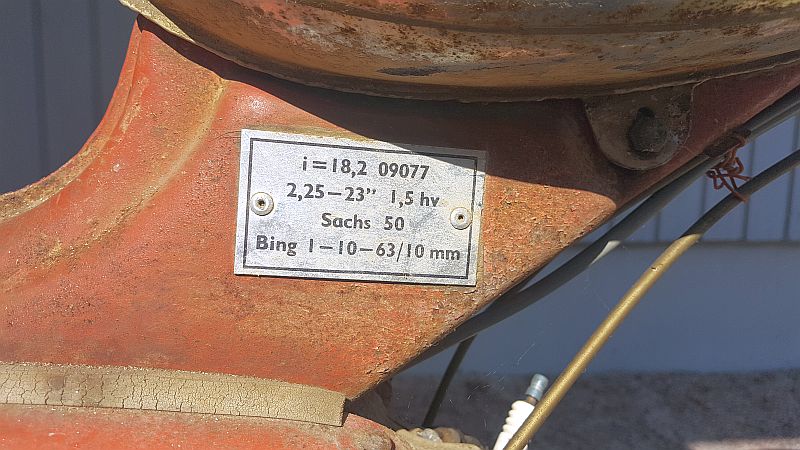 i=18,2 09077
2,25-23" 1,5 hv
Sachs 50
Bing 1-10-63/10 mm